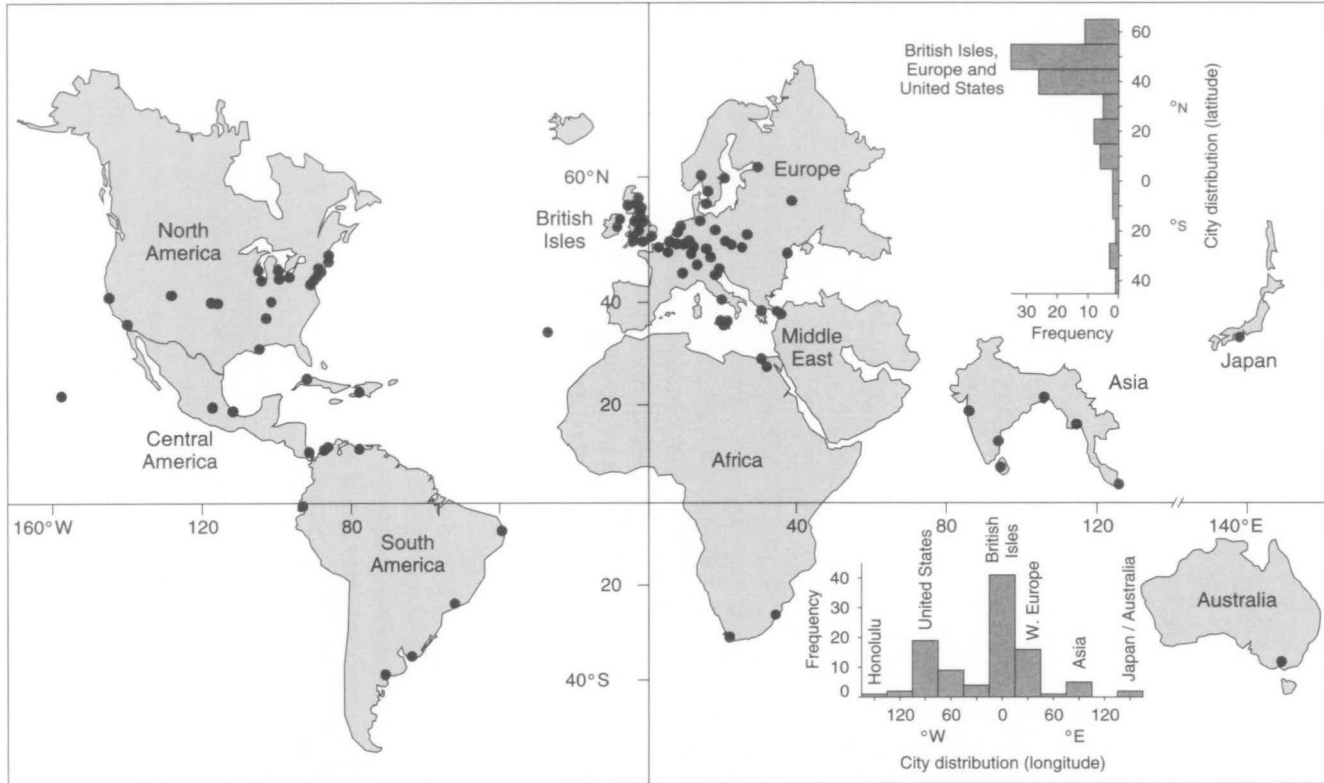 British Isles,
Europe and
United States
60
40
°N
20
0
°S
20
40
City distribution (latitude)
30 20 10 0
Frequency
60°N
Europe
North
America
British
Isles
40
Middle
East
Japan
Asia
20
Central
America
Africa
160°W 120 80 40 80 120 140°E
South
America
20
Australia
40°S
Frequency
40
30
20
10
0
Honolulu
United States
British
Isles
W. Europe
Asia
Japan / Australia
120 60 0 60 120
°W °E
City distribution (longitude)